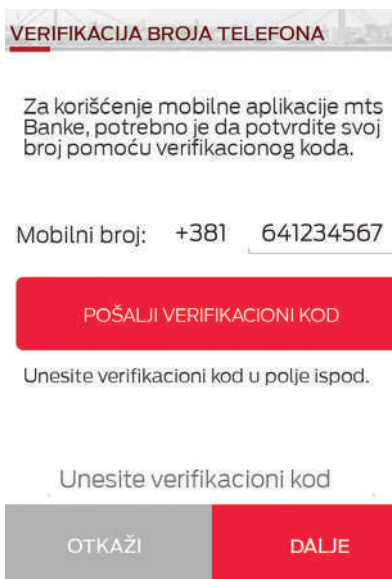 VERIFIKACIJA BROJA TELEFONA
Za korišćenje mobilne aplikacije mts
Banke, potrebno je da potvrdite svoj
broj pomoću verifikacionog koda.
Mobilni broj: +381 641234567
POŠALJI VERIFIKACIONI KOD
Unesite verifikacioni kod u polje ispod.
Unesite verifikacioni kod
OTKAŽI DALJE